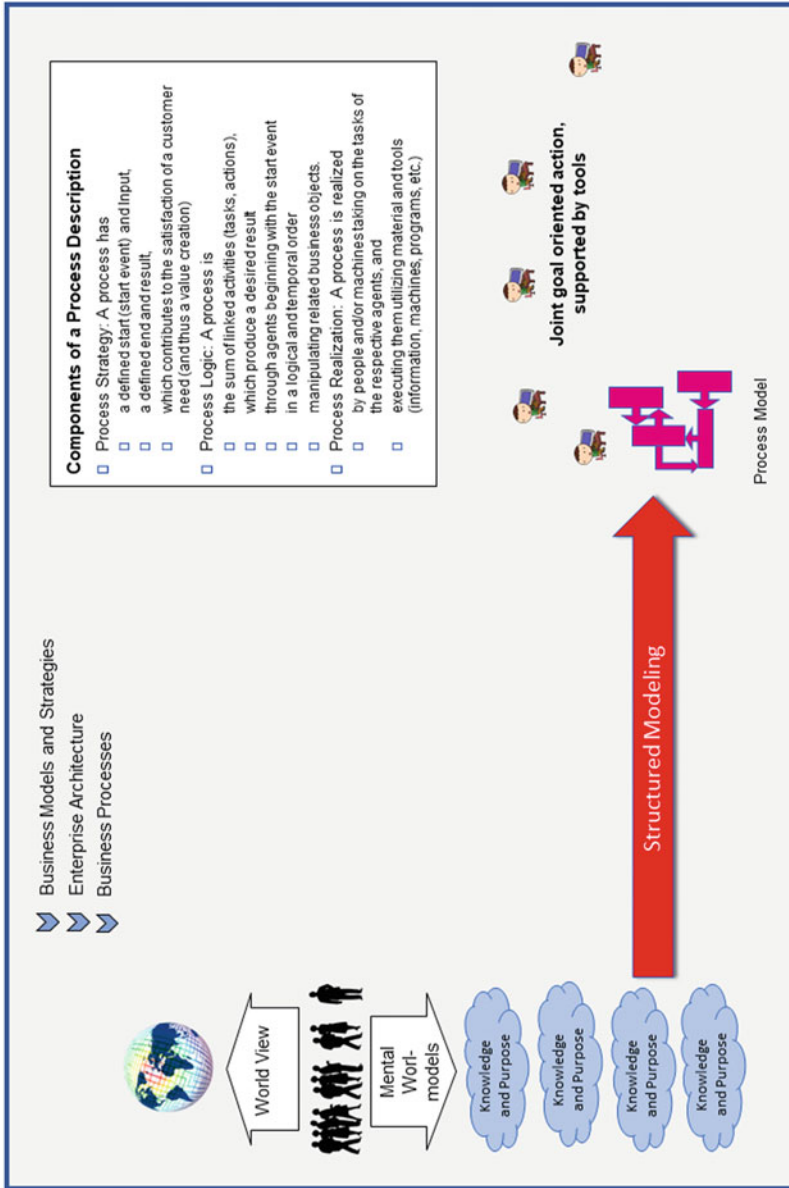 Business Models and Strategies
Enterprise Architecture
Business Processes
Components of a Process Description
Process Strategy: A process has
a defined start (start event) and Input,
a defined end and result,
which contributes to the satisfaction of a customer
need (and thus a value creation)
Process Logic: A process is
the sum of linked activities (tasks, actions),
which produce a desired result
through agents beginning with the start event
in a logical and temporal order
manipulating related business objects.
Process Realization: A process is realized
by people and/or machines taking on the tasks of
the respective agents, and
executing them utilizing material and tools
(information, machines, programs, etc.)
World View
Mental
Worl-
models
Knowledge
and Purpose
Knowledge
and Purpose
Knowledge
and Purpose
Knowledge
and Purpose
Structured Modeling
Joint goal oriented action,
supported by tools
Process Model